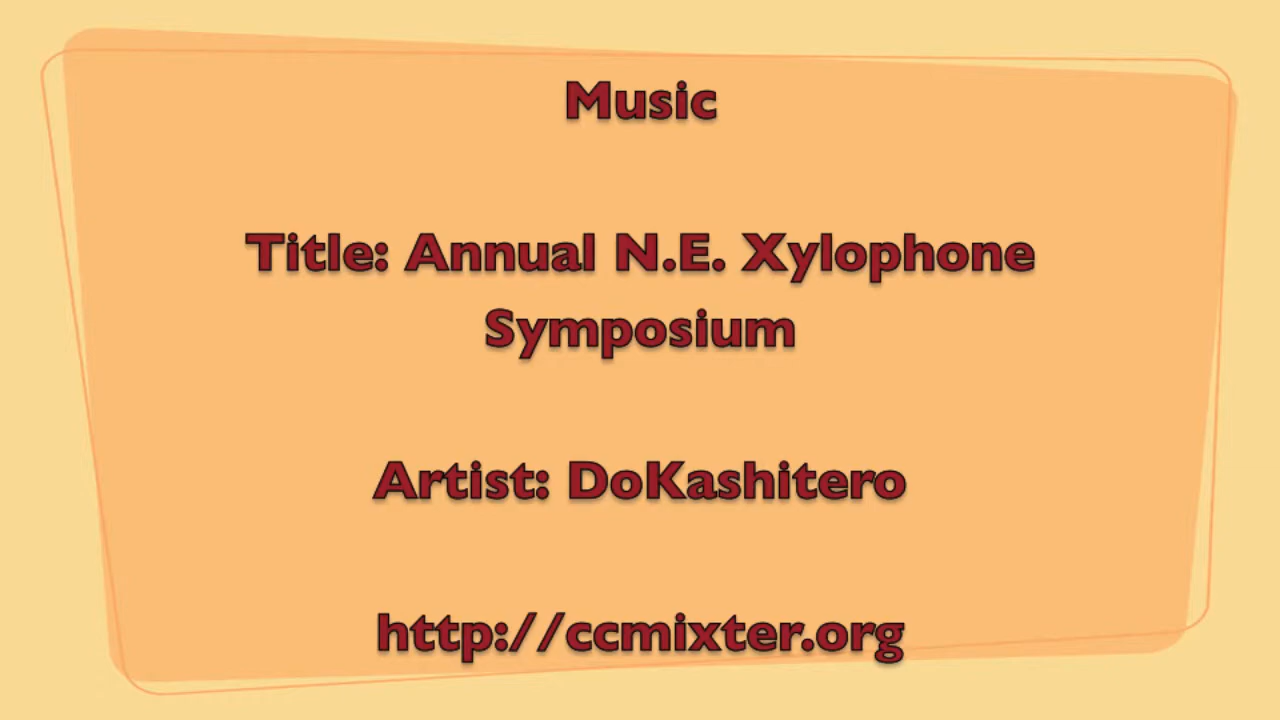 Music
Title: Annual N.E. Xylophone
Symposium
Artist: DoKashitero
http://ccmixter.org